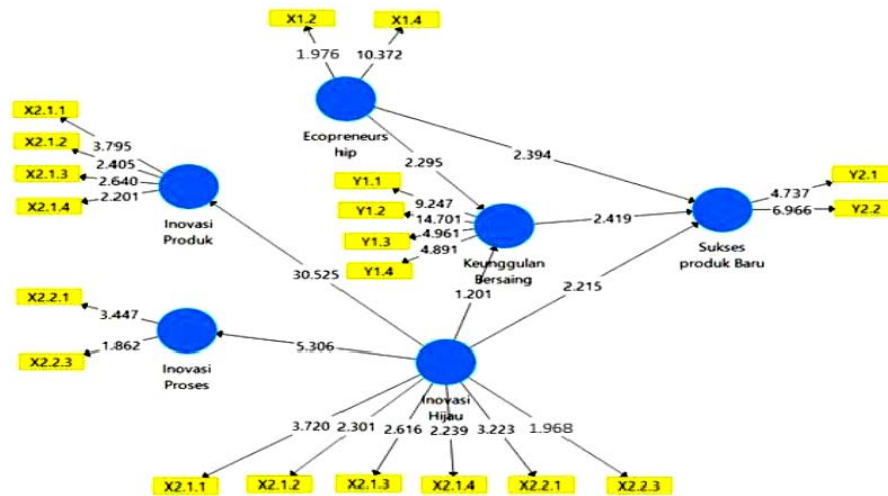 X1.2
X1.4
1.976
10.372
Ecopreneurs
hip
X2.1.1
X2.1.2
X2.1.3
X2.1.4
3.795
2.405
2.640
2.201
Inovasi
Produk
2.295
2.394
Y1.1
Y1.2
Y1.3
Y1.4
9.247
14.701
4.961
4.891
Keunggulan
Bersaing
2.419
Y2.1
Y2.2
4.737
6.966
Sukses
produk Baru
30.525
1.201
2.215
X2.2.1
X2.2.3
3.447
1.862
Inovasi
Proses
5.306
Inovasi
Hijau
3.720
2.301
2.616
2.239
3.223
1.968
X2.1.1
X2.1.2
X2.1.3
X2.1.4
X2.2.1
X2.2.3